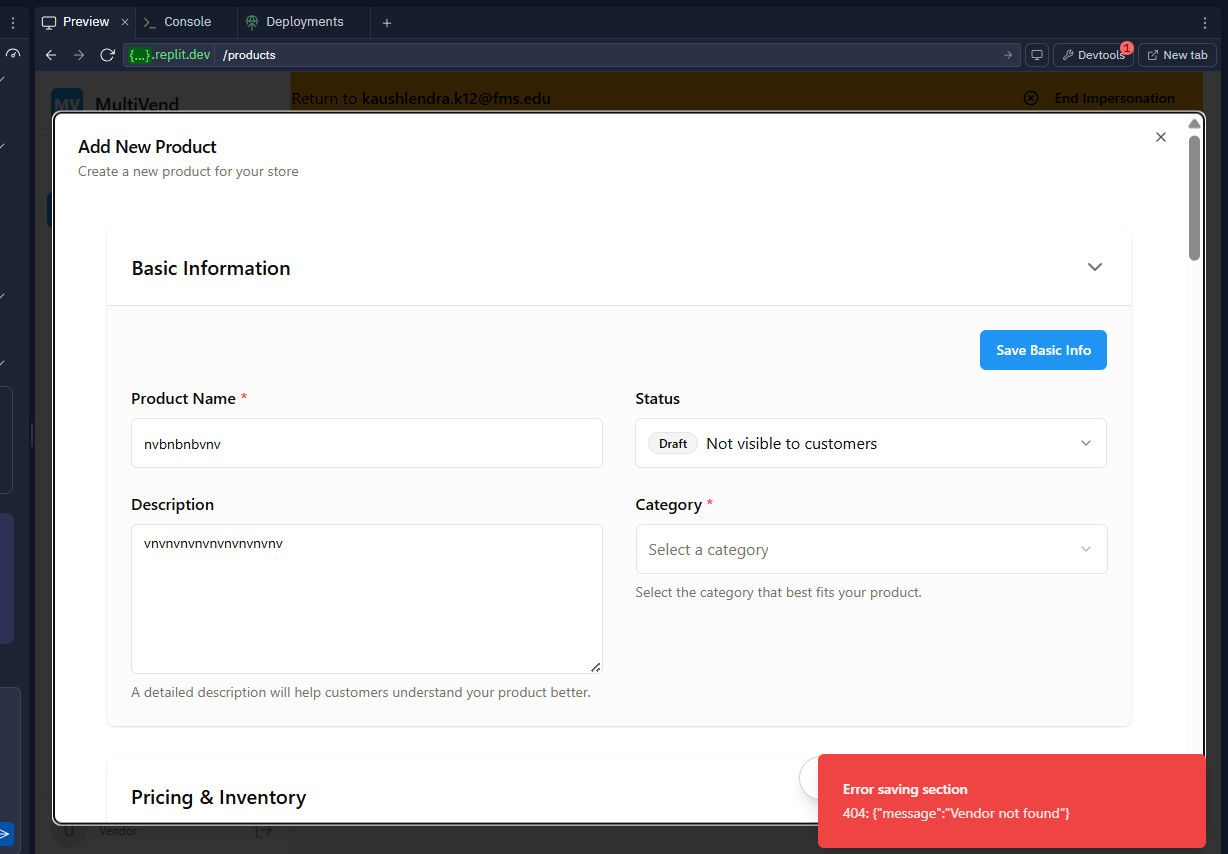 Preview
Console
Deployments
{...}.replit.dev /products
Devtools 1
New tab
MV MultiVend
Return to kaushlendra.k12@fms.edu
End Impersonation
Add New Product
Create a new product for your store
Basic Information
Save Basic Info
Product Name *
Status
nvbnbnbvnv
Draft Not visible to customers
Description
Category *
vnvnvnvnvnvnvnvnvnv
Select a category
Select the category that best fits your product.
A detailed description will help customers understand your product better.
Pricing & Inventory
Error saving section
404: {"message":"Vendor not found"}
U Vendor